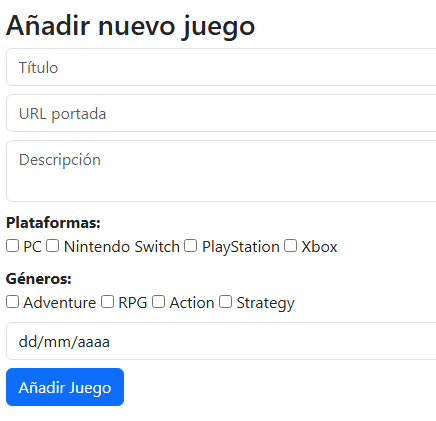 Añadir nuevo juego
Título
URL portada
Descripción
Plataformas:
PC Nintendo Switch PlayStation Xbox
Géneros:
Adventure RPG Action Strategy
dd/mm/aaaa
Añadir Juego